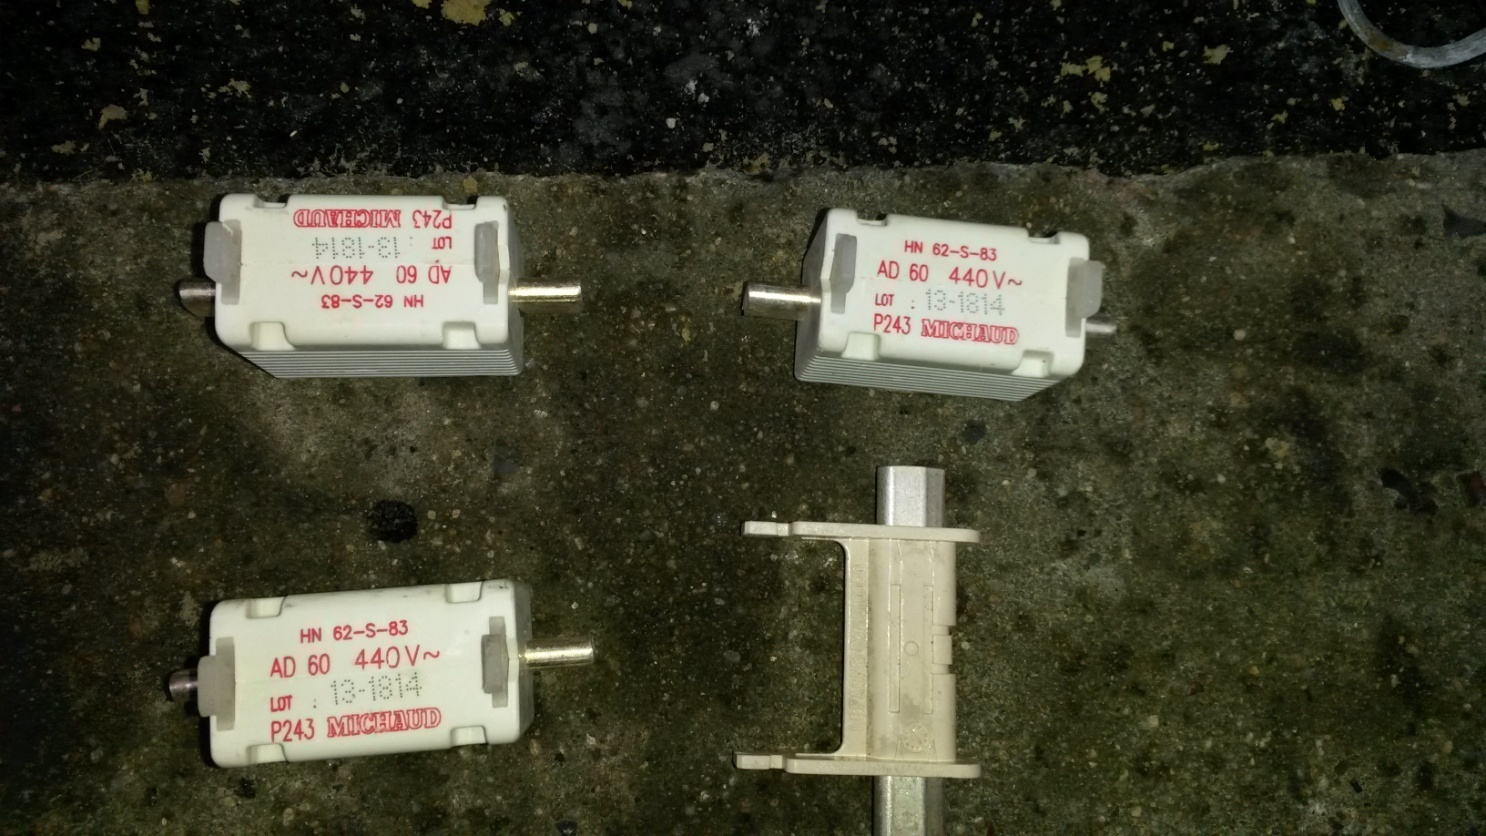 HN 62-S-83
AD 60 440V~
LOT : 13-1814
P243 MICHAUD
HN 62-S-83
AD 60 440V~
LOT : 13-1814
P243 MICHAUD
HN 62-S-83
AD 60 440V~
LOT : 13-1814
P243 MICHAUD